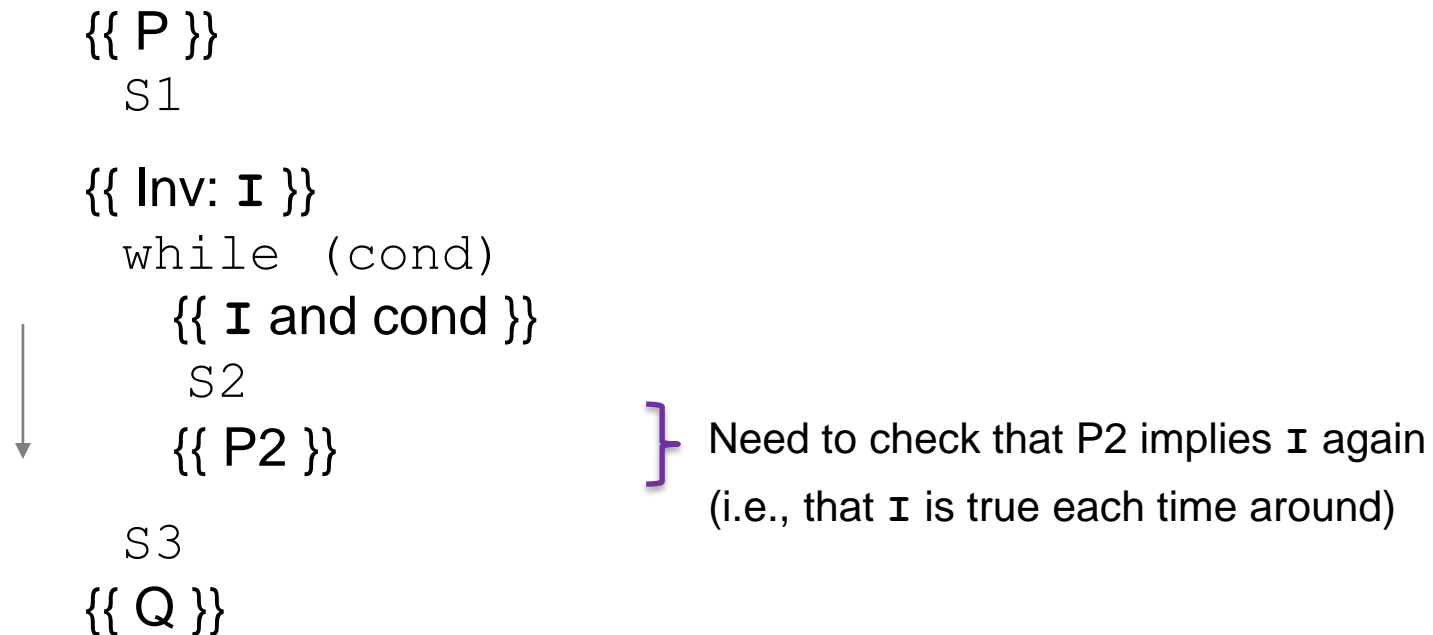 {{ P }}
S1
{{ Inv: I }}
while (cond)
{{ I and cond }}
S2
{{ P2 }}
Need to check that P2 implies I again
(i.e., that I is true each time around)
S3
{{ Q }}